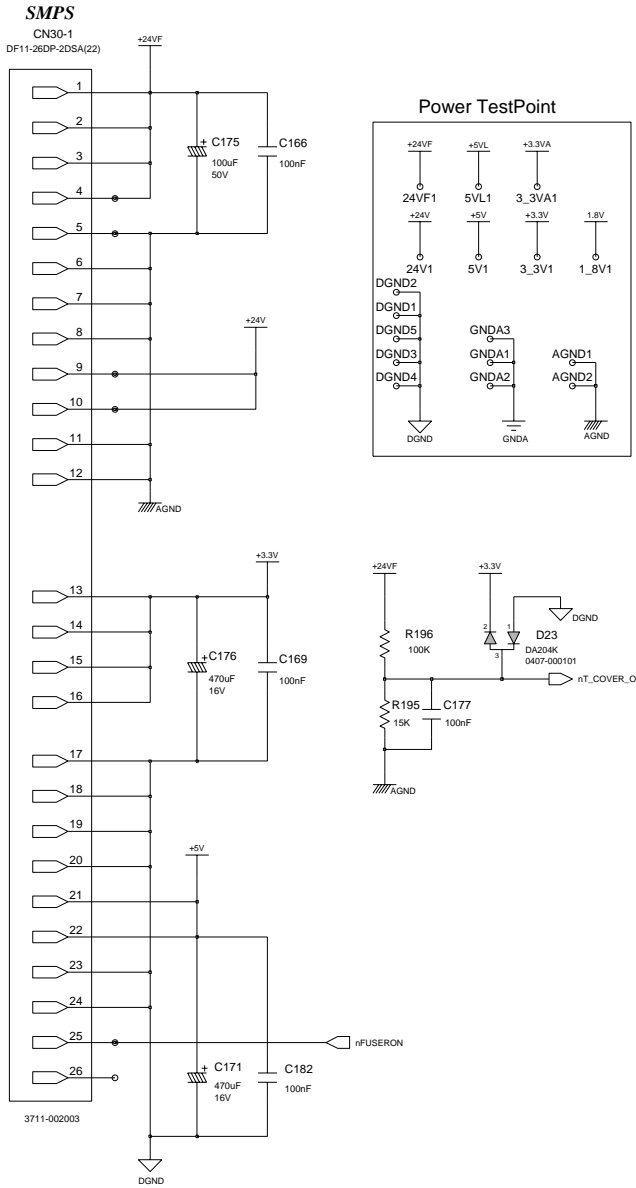 SMPS
CN30-1
DF11-26DP-2DSA(22)
+24VF
1
2
3
4
5
6
7
8
9
10
11
12
C175
100uF
50V
C166
100nF
+24V
AGND
13
14
15
16
17
18
19
20
21
22
23
24
25
26
+3.3V
C176
470uF
16V
C169
100nF
+5V
nFUSERON
C171
470uF
16V
C182
100nF
3711-002003
DGND
Power TestPoint
+24VF +5VL +3.3VA
24VF1 5VL1 3_3VA1
+24V +5V +3.3V 1.8V
24V1 5V1 3_3V1 1_8V1
DGND2
DGND1
DGND5 GNDA3
DGND3 GNDA1 AGND1
DGND4 GNDA2 AGND2
DGND GNDA AGND
+24VF +3.3V
DGND
2 1
R196
100K
D23
DA204K
0407-000101
3
nT_COVER_O
R195
15K
C177
100nF
AGND